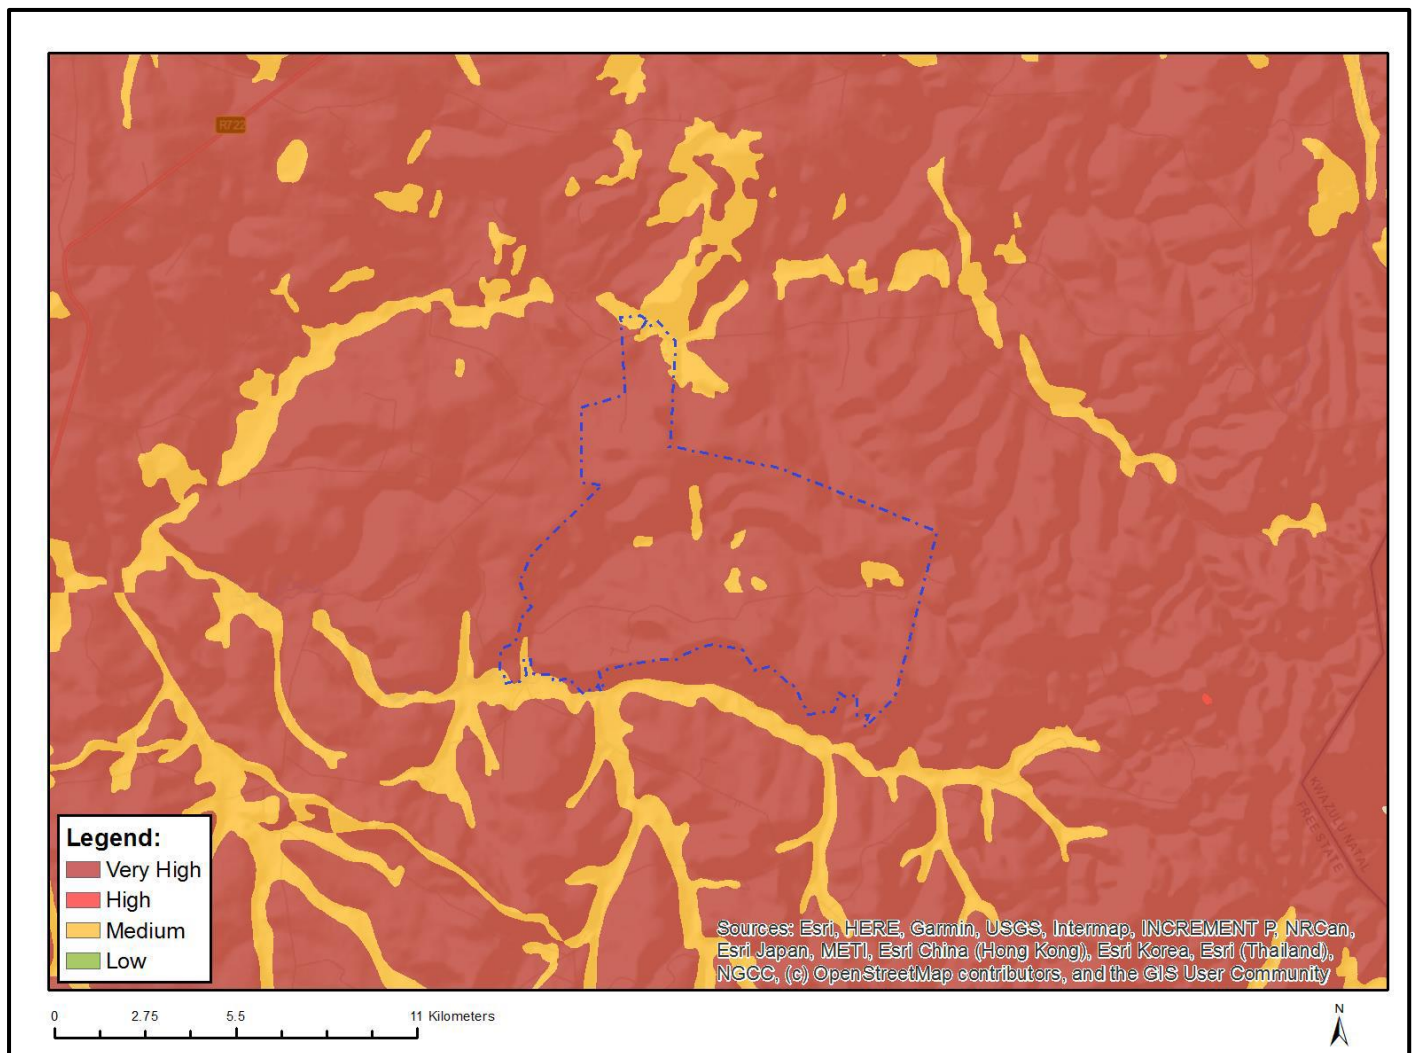 R722
KWAZULU NATAL
FREE STATE
Legend:
Very High
High
Medium
Low
Sources: Esri, HERE, Garmin, USGS, Intermap, INCREMENT P, NRCan,
Esri Japan, METI, Esri China (Hong Kong), Esri Korea, Esri (Thailand),
NGCC, (c) OpenStreetMap contributors, and the GIS User Community
0 2.75 5.5 11 Kilometers
N